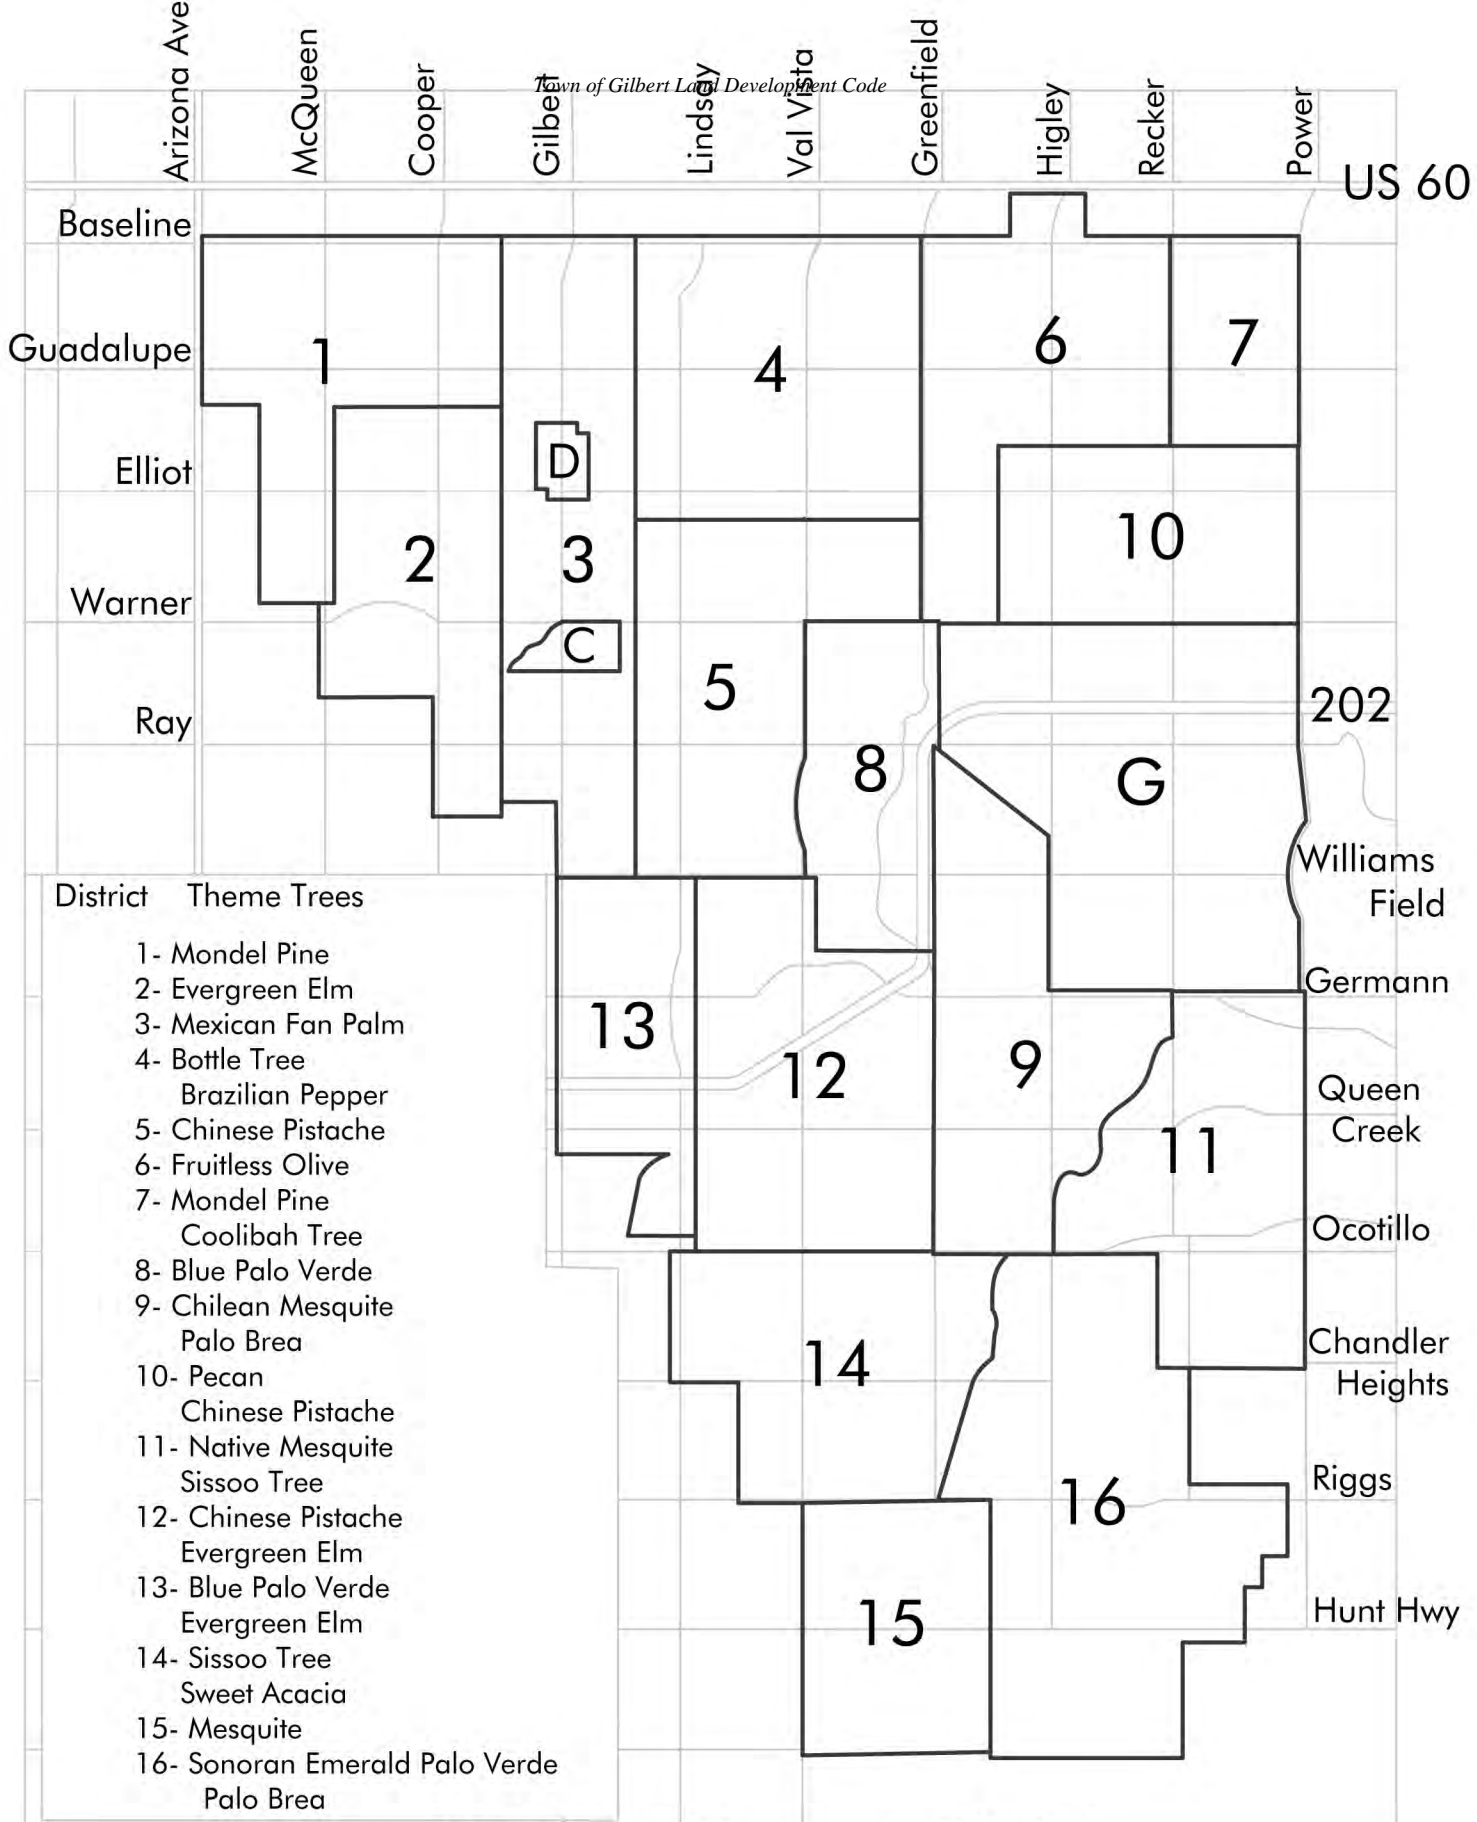 Arizona Ave
McQueen
Cooper
Gilbert
Lindsay
Val Vista
Greenfield
Higley
Recker
Power
Town of Gilbert Land Development Code
US 60
Baseline
Guadalupe
1
4
6
7
Elliot
D
2
3
10
Warner
C
5
202
Ray
8
G
Williams
Field
District Theme Trees
1- Mondel Pine
2- Evergreen Elm
3- Mexican Fan Palm
4- Bottle Tree
Brazilian Pepper
5- Chinese Pistache
6- Fruitless Olive
7- Mondel Pine
Coolibah Tree
8- Blue Palo Verde
9- Chilean Mesquite
Palo Brea
10- Pecan
Chinese Pistache
11- Native Mesquite
Sissoo Tree
12- Chinese Pistache
Evergreen Elm
13- Blue Palo Verde
Evergreen Elm
14- Sissoo Tree
Sweet Acacia
15- Mesquite
16- Sonoran Emerald Palo Verde
Palo Brea
Germann
13
12
9
11
Queen
Creek
Ocotillo
14
Chandler
Heights
16
Riggs
15
Hunt Hwy